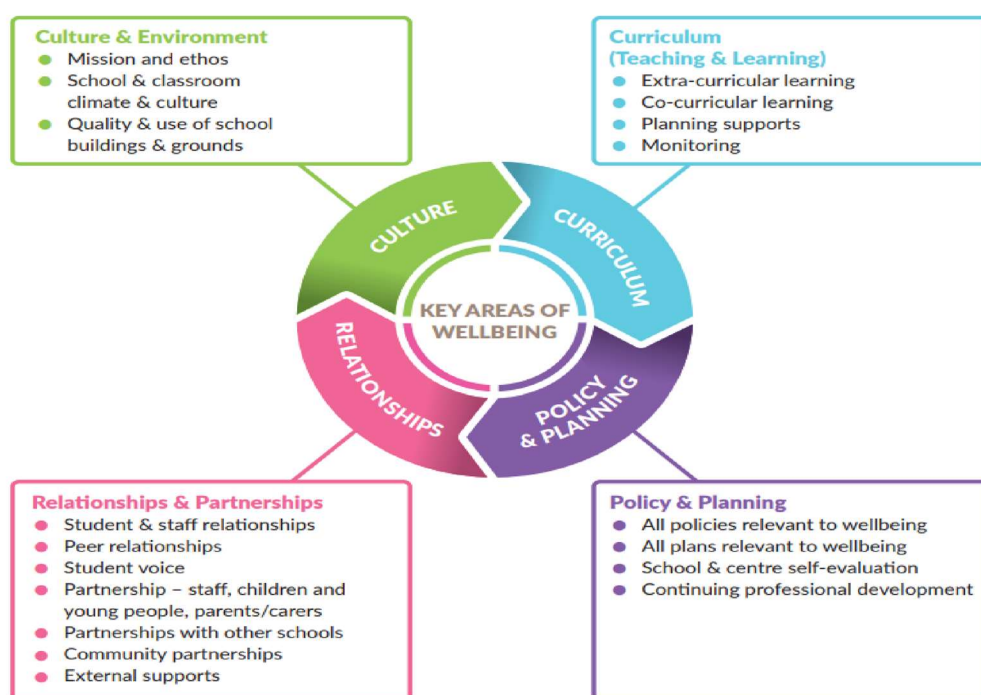 Culture & Environment
● Mission and ethos
● School & classroom
climate & culture
● Quality & use of school
buildings & grounds
Curriculum
(Teaching & Learning)
● Extra-curricular learning
● Co-curricular learning
● Planning supports
● Monitoring
CULTURE
CURRICULUM
KEY AREAS OF
WELLBEING
RELATIONSHIPS
POLICY
& PLANNING
Relationships & Partnerships
● Student & staff relationships
● Peer relationships
● Student voice
● Partnership – staff, children and
young people, parents/carers
● Partnerships with other schools
● Community partnerships
● External supports
Policy & Planning
● All policies relevant to wellbeing
● All plans relevant to wellbeing
● School & centre self-evaluation
● Continuing professional development